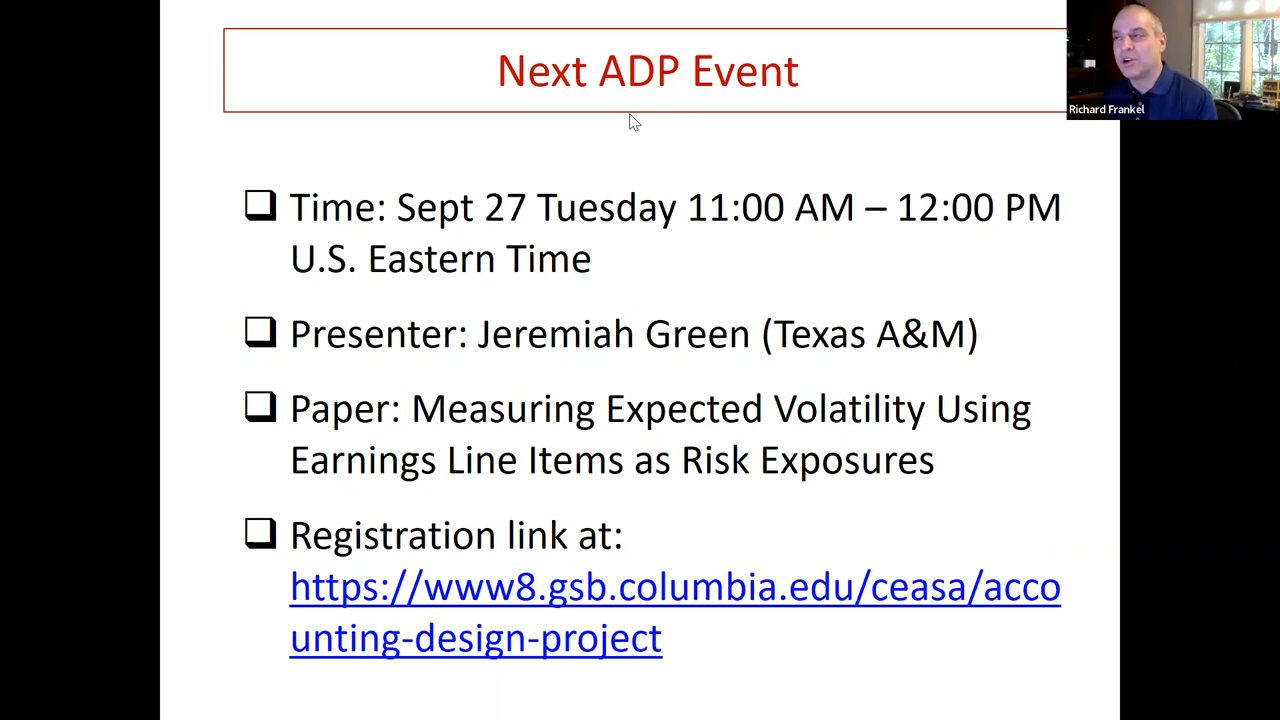 Next ADP Event
Richard Frankel
Time: Sept 27 Tuesday 11:00 AM – 12:00 PM
U.S. Eastern Time
Presenter: Jeremiah Green (Texas A&M)
Paper: Measuring Expected Volatility Using
Earnings Line Items as Risk Exposures
Registration link at:
https://www8.gsb.columbia.edu/ceasa/acco
unting-design-project